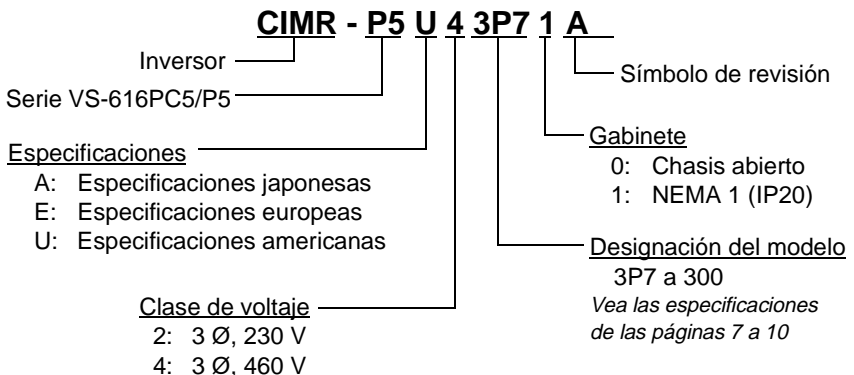 CIMR - P5 U 4 3P7 1 A
Inversor
Serie VS-616PC5/P5
Especificaciones
A: Especificaciones japonesas
E: Especificaciones europeas
U: Especificaciones americanas
Clase de voltaje
2: 3 Ø, 230 V
4: 3 Ø, 460 V
Símbolo de revisión
Gabinete
0: Chasis abierto
1: NEMA 1 (IP20)
Designación del modelo
3P7 a 300
Vea las especificaciones
de las páginas 7 a 10